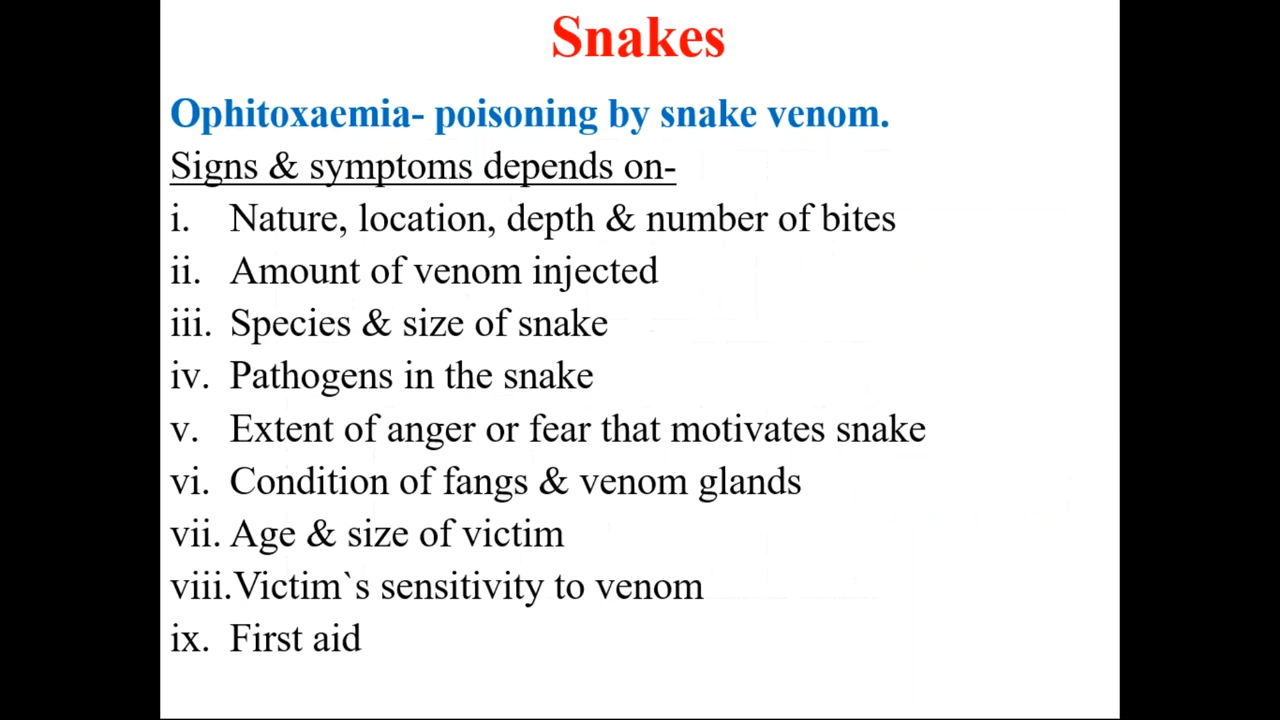 Snakes
Ophitoxaemia- poisoning by snake venom.
Signs & symptoms depends on-
i. Nature, location, depth & number of bites
ii. Amount of venom injected
iii. Species & size of snake
iv. Pathogens in the snake
v. Extent of anger or fear that motivates snake
vi. Condition of fangs & venom glands
vii. Age & size of victim
viii.Victim`s sensitivity to venom
ix. First aid